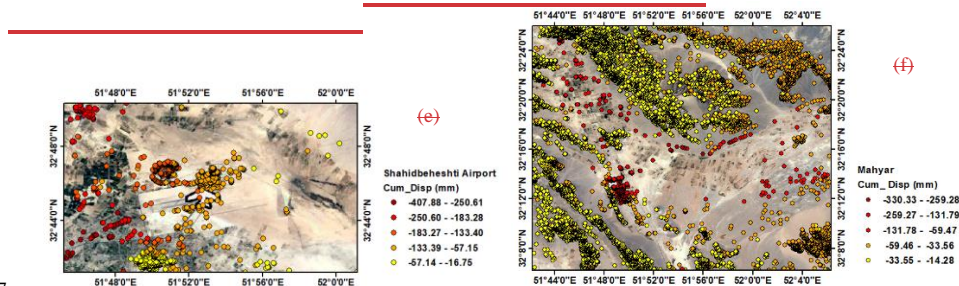 51°48'0"E 51°52'0"E 51°56'0"E 52°0'0"E
32°48'0"N 32°48'0"N
32°44'0"N 32°44'0"N
51°48'0"E 51°52'0"E 51°56'0"E 52°0'0"E
(e)
Shahidbeheshti Airport
Cum_Disp (mm)
-407.88 - -250.61
-250.60 - -183.28
-183.27 - -133.40
-133.39 - -57.15
-57.14 - -16.75
51°44'0"E 51°48'0"E 51°52'0"E 51°56'0"E 52°0'0"E 52°4'0"E
32°24'0"N 32°24'0"N
32°20'0"N 32°20'0"N
32°16'0"N 32°16'0"N
32°12'0"N 32°12'0"N
32°8'0"N 32°8'0"N
51°44'0"E 51°48'0"E 51°52'0"E 51°56'0"E 52°0'0"E 52°4'0"E
(f)
Mahyar
Cum_ Disp (mm)
-330.33 - -259.28
-259.27 - -131.79
-131.78 - -59.47
-59.46 - -33.56
-33.55 - -14.28